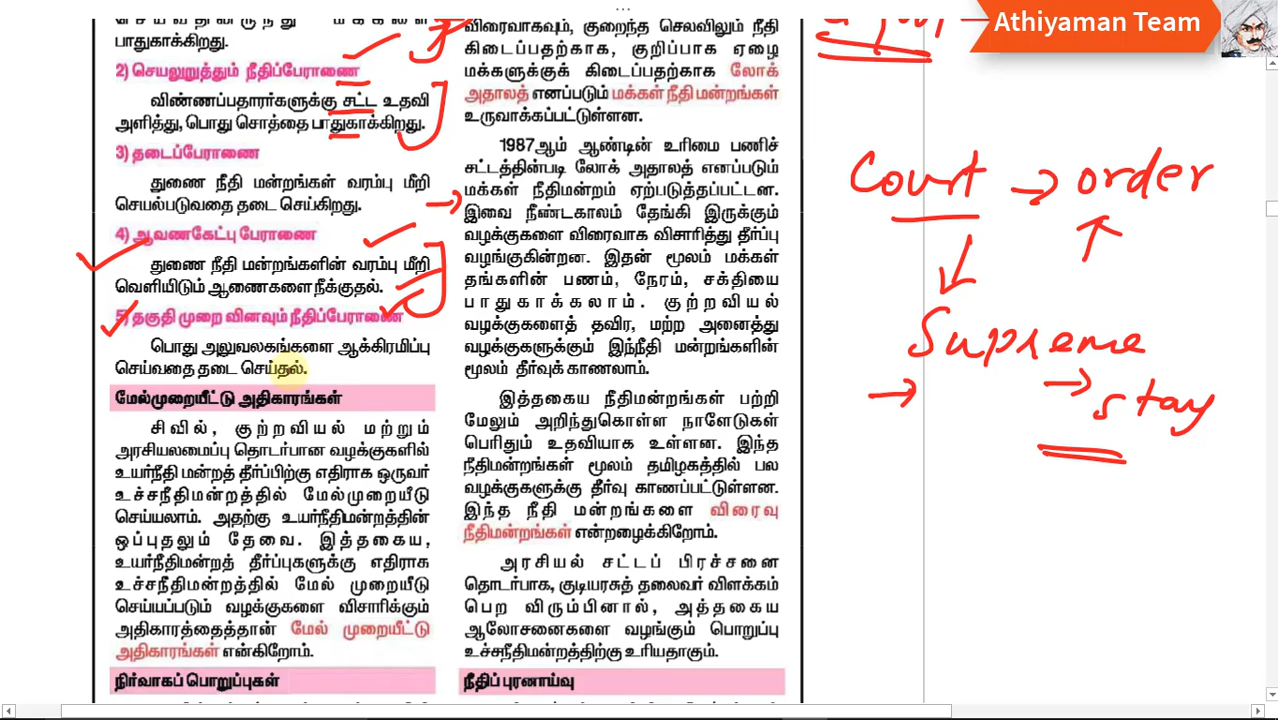 பாதுகாக்கிறது.
2) செயலுறுத்தும் நீதிப்பேராணை
விண்ணப்பதாரர்களுக்கு சட்ட உதவி
அளித்து, பொது சொத்தை பாதுகாக்கிறது.
3) தடைப்பேராணை
துணை நீதி மன்றங்கள் வரம்பு மீறி
செயல்படுவதை தடை செய்கிறது.
4) ஆவணகேட்பு பேராணை
துணை நீதி மன்றங்களின் வரம்பு மீறி
வெளியிடும் ஆணைகளை நீக்குதல்.
5) தகுதி முறை வினவும் நீதிப்பேராணை
பொது அலுவலகங்களை ஆக்கிரமிப்பு
செய்வதை தடை செய்தல்.
மேல்முறையீட்டு அதிகாரங்கள்
சிவில், குற்றவியல் மற்றும்
அரசியலமைப்பு தொடர்பான வழக்குகளில்
உயர்நீதி மன்றத் தீர்ப்பிற்கு எதிராக ஒருவர்
உச்சநீதிமன்றத்தில் மேல்முறையீடு
செய்யலாம். அதற்கு உயர்நீதிமன்றத்தின்
ஒப்புதலும் தேவை. இத்தகைய,
உயர்நீதிமன்றத் தீர்ப்புகளுக்கு எதிராக
உச்சநீதிமன்றத்தில் மேல் முறையீடு
செய்யப்படும் வழக்குகளை விசாரிக்கும்
அதிகாரத்தைத்தான் மேல் முறையீட்டு
அதிகாரங்கள் என்கிறோம்.
நிர்வாகப் பொறுப்புகள்
விரைவாகவும், குறைந்த செலவிலும் நீதி
கிடைப்பதற்காக, குறிப்பாக ஏழை
மக்களுக்குக் கிடைப்பதற்காக லோக்
அதாலத் எனப்படும் மக்கள் நீதி மன்றங்கள்
உருவாக்கப்பட்டுள்ளன.
1987ஆம் ஆண்டின் உரிமை பணிச்
சட்டத்தின்படி லோக் அதாலத் எனப்படும்
மக்கள் நீதிமன்றம் ஏற்படுத்தப்பட்டன.
இவை நீண்டகாலம் தேங்கி இருக்கும்
வழக்குகளை விரைவாக விசாரித்து தீர்ப்பு
வழங்குகின்றன. இதன் மூலம் மக்கள்
தங்களின் பணம், நேரம், சக்தியை
பாதுகாக்கலாம். குற்றவியல்
வழக்குகளைத் தவிர, மற்ற அனைத்து
வழக்குகளுக்கும் இந்நீதி மன்றங்களின்
மூலம் தீர்வுக் காணலாம்.
இத்தகைய நீதிமன்றங்கள் பற்றி
மேலும் அறிந்துகொள்ள நாளேடுகள்
பெரிதும் உதவியாக உள்ளன. இந்த
நீதிமன்றங்கள் மூலம் தமிழகத்தில் பல
வழக்குகளுக்கு தீர்வு காணப்பட்டுள்ளன.
இந்த நீதி மன்றங்களை விரைவு
நீதிமன்றங்கள் என்றழைக்கிறோம்.
அரசியல் சட்டப் பிரச்சனை
தொடர்பாக, குடியரசுத் தலைவர் விளக்கம்
பெற விரும்பினால், அத்தகைய
ஆலோசனைகளை வழங்கும் பொறுப்பு
உச்சநீதிமன்றத்திற்கு உரியதாகும்.
நீதிப் புரனாய்வு
Athiyaman Team
Court → order
Supreme
→ → stay